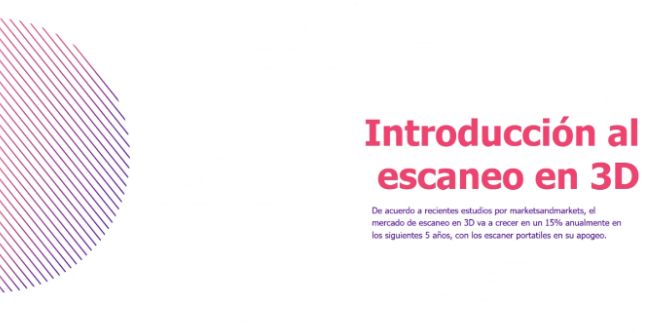 Introducción al
escaneo en 3D
De acuerdo a recientes estudios por marketsandmarkets, el
mercado de escaneo en 3D va a crecer en un 15% anualmente en
los siguientes 5 años, con los escaner portatiles en su apogeo.